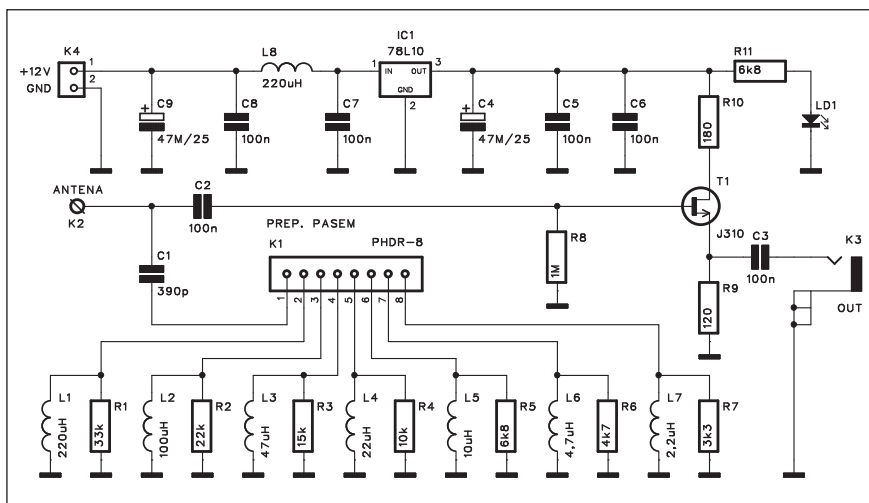 K4
+12V
GND
1
2
L8
220uH
IC1
78L10
1
IN
OUT
3
GND
2
R11
6k8
C9
47M/25
C8
100n
C7
100n
C4
47M/25
C5
100n
C6
100n
R10
180
LD1
ANTENA
K2
C2
100n
T1
J310
PREP. PASEM
K1
PHDR-8
1
2
3
4
5
6
7
8
C1
390p
R8
1M
C3
100n
K3
OUT
R9
120
L1
220uH
R1
33k
L2
100uH
R2
22k
L3
47uH
R3
15k
L4
22uH
R4
10k
L5
10uH
R5
6k8
L6
4,7uH
R6
4k7
L7
2,2uH
R7
3k3
+
+